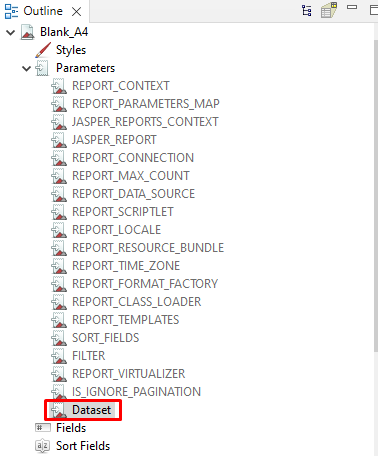 Outline
Blank_A4
Styles
Parameters
REPORT_CONTEXT
REPORT_PARAMETERS_MAP
JASPER_REPORTS_CONTEXT
JASPER_REPORT
REPORT_CONNECTION
REPORT_MAX_COUNT
REPORT_DATA_SOURCE
REPORT_SCRIPTLET
REPORT_LOCALE
REPORT_RESOURCE_BUNDLE
REPORT_TIME_ZONE
REPORT_FORMAT_FACTORY
REPORT_CLASS_LOADER
REPORT_TEMPLATES
SORT_FIELDS
FILTER
REPORT_VIRTUALIZER
IS_IGNORE_PAGINATION
Dataset
Fields
Sort Fields